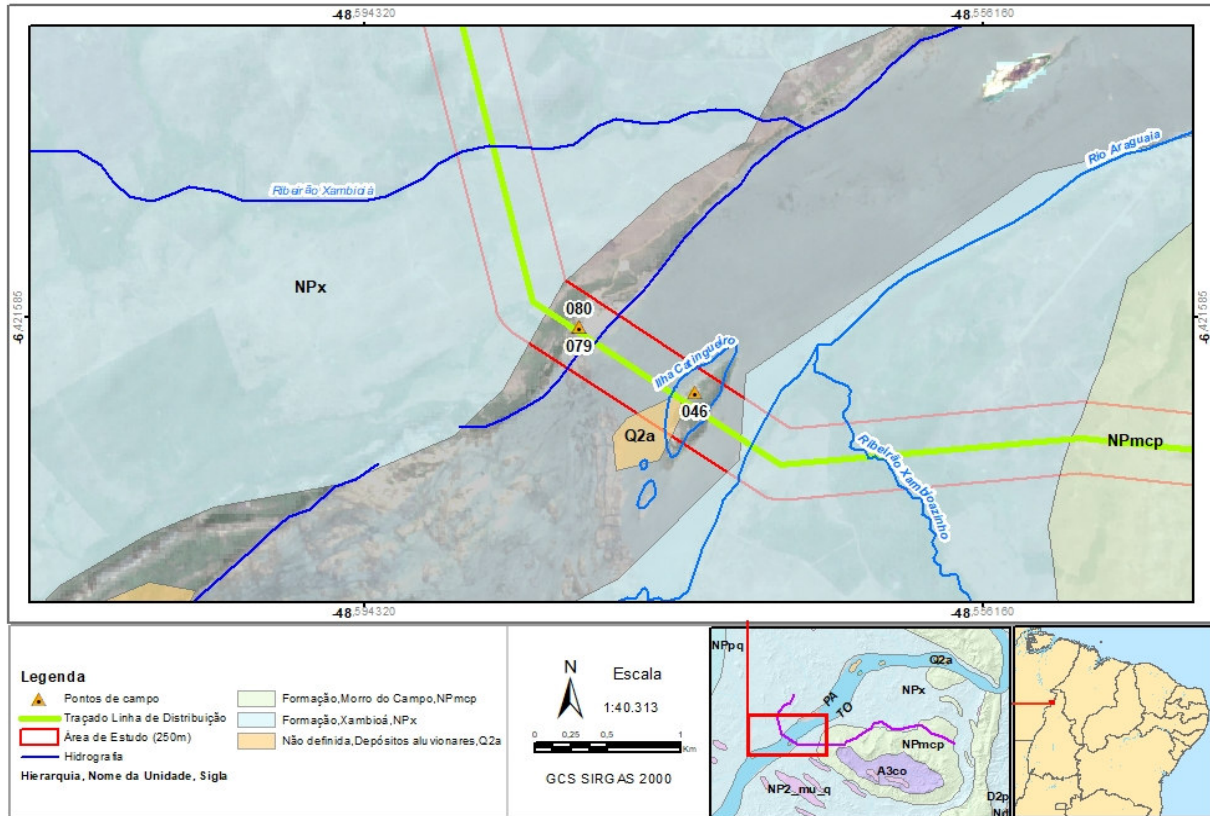 -48,594320
-48,556160
Rio Araguaia
Ribeirão Xambioiá
NPx
-6,421585
-6,421585
080
079
Ilha Catingueiro
046
Q2a
NPmcp
Ribeirão Xambioazinho
-48,594320
-48,556160
Legenda
Pontos de campo
Traçado Linha de Distribuição
Área de Estudo (250m)
Hidrografia
Hierarquia, Nome da Unidade, Sigla
Formação,Morro do Campo,NPmcp
Formação,Xambioá,NPx
Não definida,Depósitos aluvionares,Q2a
N
Escala
1:40.313
0 0,25 0,5 1
Km
GCS SIRGAS 2000
NPpq
Q2a
PA
TO
NPx
NPmcp
A3co
NP2_mu_q
D2p
Nd